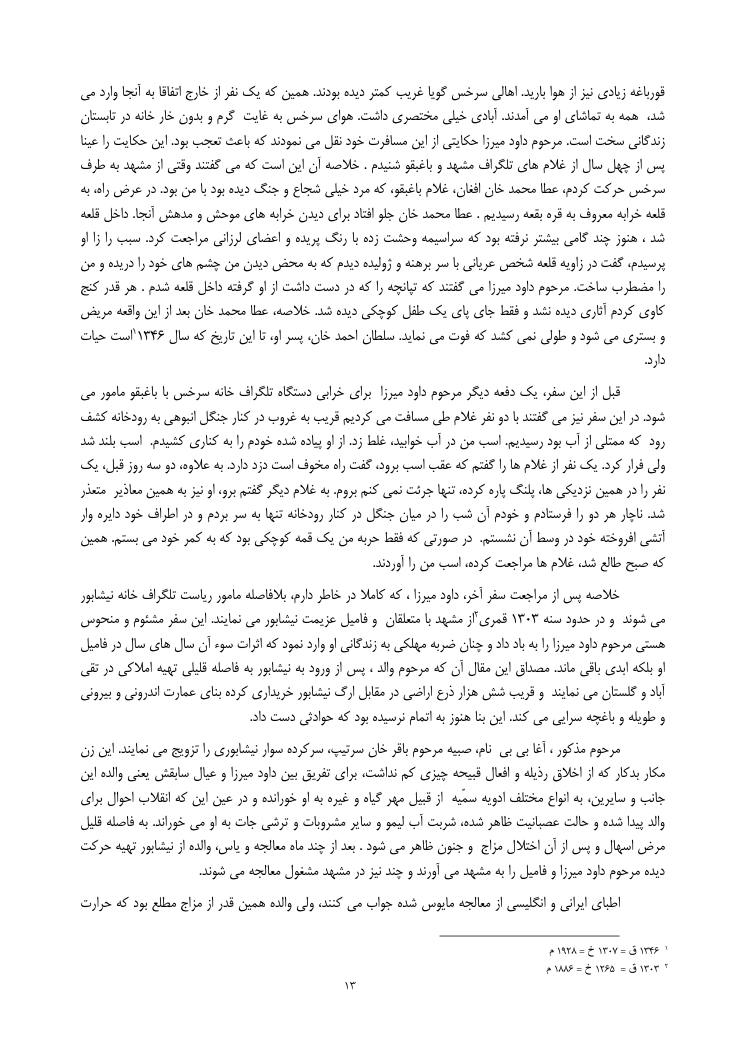 قورباغه زیادی نیز از هوا بارید. اهالی سرخس گویا غریب کمتر دیده بودند. همین که یک نفر از خارج اتفاقا به آنجا وارد می
شد، همه به تماشای او می آمدند. آبادی خیلی مختصری داشت. هوای سرخس به غایت گرم و بدون خار خانه در تابستان
زندگانی سخت است. مرحوم داود میرزا حکایتی از این مسافرت خود نقل می نمودند که باعث تعجب بود. این حکایت را عینا
پس از چهل سال از غلام های تلگراف مشهد و باغبقو شنیدم . خلاصه آن این است که می گفتند وقتی از مشهد به طرف
سرخس حرکت کردم، عطا محمد خان افغان، غلام باغبقو، که مرد خیلی شجاع و جنگ دیده بود با من بود. در عرض راه، به
قلعه خرابه معروف به قره بقعه رسیدیم . عطا محمد خان جلو افتاد برای دیدن خرابه های موحش و مدهش آنجا. داخل قلعه
شد ، هنوز چند گامی بیشتر نرفته بود که سراسیمه وحشت زده با رنگ پریده و اعضای لرزانی مراجعت کرد. سبب را زا او
پرسیدم، گفت در زاویه قلعه شخص عریانی با سر برهنه و ژولیده دیدم که به محض دیدن من چشم های خود را دریده و من
را مضطرب ساخت. مرحوم داود میرزا می گفتند که تپانچه را که در دست داشت از او گرفته داخل قلعه شدم . هر قدر کنج
کاوی کردم آثاری دیده نشد و فقط جای پای یک طفل کوچکی دیده شد. خلاصه، عطا محمد خان بعد از این واقعه مریض
و بستری می شود و طولی نمی کشد که فوت می نماید. سلطان احمد خان، پسر او، تا این تاریخ که سال ۱۳۴۶¹است حیات
دارد.
قبل از این سفر، یک دفعه دیگر مرحوم داود میرزا برای خرابی دستگاه تلگراف خانه سرخس با باغبقو مامور می
شود. در این سفر نیز می گفتند با دو نفر غلام طی مسافت می کردیم قریب به غروب در کنار جنگل انبوهی به رودخانه کشف
رود که ممتلی از آب بود رسیدیم. اسب من در آب خوابید، غلط زد. از او پیاده شده خودم را به کناری کشیدم. اسب بلند شد
ولی فرار کرد. یک نفر از غلام ها را گفتم که عقب اسب برود، گفت راه مخوف است دزد دارد. به علاوه، دو سه روز قبل، یک
نفر را در همین نزدیکی ها، پلنگ پاره کرده، تنها جرئت نمی کنم بروم. به غلام دیگر گفتم برو، او نیز به همین معاذیر متعذر
شد. ناچار هر دو را فرستادم و خودم آن شب را در میان جنگل در کنار رودخانه تنها به سر بردم و در اطراف خود دایره وار
آتشی افروخته خود در وسط آن نشستم. در صورتی که فقط حربه من یک قمه کوچکی بود که به کمر خود می بستم. همین
که صبح طالع شد، غلام ها مراجعت کرده، اسب من را آوردند.
خلاصه پس از مراجعت سفر آخر، داود میرزا ، که کاملا در خاطر دارم، بلافاصله مامور ریاست تلگراف خانه نیشابور
می شوند و در حدود سنه ۱۳۰۳ قمری²از مشهد با متعلقان و فامیل عزیمت نیشابور می نمایند. این سفر مشئوم و منحوس
هستی مرحوم داود میرزا را به باد داد و چنان ضربه مهلکی به زندگانی او وارد نمود که اثرات سوء آن سال های سال در فامیل
او بلکه ابدی باقی ماند. مصداق این مقال آن که مرحوم والد ، پس از ورود به نیشابور به فاصله قلیلی تهیه املاکی در تقی
آباد و گلستان می نمایند و قریب شش هزار ذرع اراضی در مقابل ارگ نیشابور خریداری کرده بنای عمارت اندرونی و بیرونی
و طویله و باغچه سرایی می کند. این بنا هنوز به اتمام نرسیده بود که حوادثی دست داد.
مرحوم مذکور ، آغا بی بی نام، صبیه مرحوم باقر خان سرتیپ، سرکرده سوار نیشابوری را تزویج می نمایند. این زن
مکار بدکار که از اخلاق رذیله و افعال قبیحه چیزی کم نداشت، برای تفریق بین داود میرزا و عیال سابقش یعنی والده این
جانب و سایرین، به انواع مختلف ادویه سمّیه از قبیل مهر گیاه و غیره به او خورانده و در عین این که انقلاب احوال برای
والد پیدا شده و حالت عصبانیت ظاهر شده، شربت آب لیمو و سایر مشروبات و ترشی جات به او می خوراند. به فاصله قلیل
مرض اسهال و پس از آن اختلال مزاج و جنون ظاهر می شود . بعد از چند ماه معالجه و یاس، والده از نیشابور تهیه حرکت
دیده مرحوم داود میرزا و فامیل را به مشهد می آورند و چند نیز در مشهد مشغول معالجه می شوند.
اطبای ایرانی و انگلیسی از معالجه مایوس شده جواب می کنند، ولی والده همین قدر از مزاج مطلع بود که حرارت
¹ ۱۳۴۶ ق = ۱۳۰۷ خ = ۱۹۲۸ م
² ۱۳۰۳ ق = ۱۲۶۵ خ = ۱۸۸۶ م
۱۳